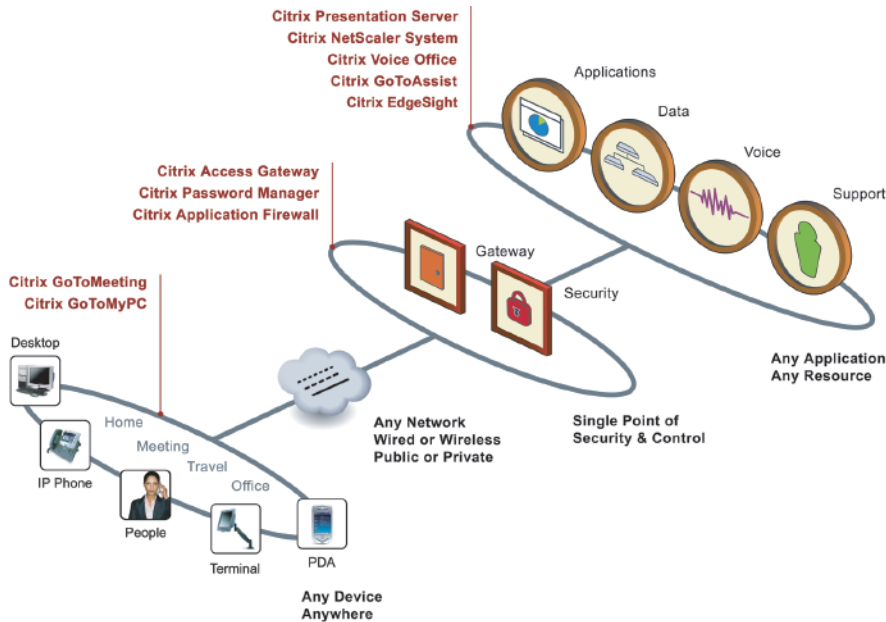 Citrix Presentation Server
Citrix NetScaler System
Citrix Voice Office
Citrix GoToAssist
Citrix EdgeSight
Applications
Data
Voice
Support
Citrix Access Gateway
Citrix Password Manager
Citrix Application Firewall
Gateway
Security
Citrix GoToMeeting
Citrix GoToMyPC
Desktop
Home
Meeting
Travel
Office
IP Phone
People
Terminal
PDA
Any Device
Anywhere
Any Network
Wired or Wireless
Public or Private
Single Point of
Security & Control
Any Application
Any Resource